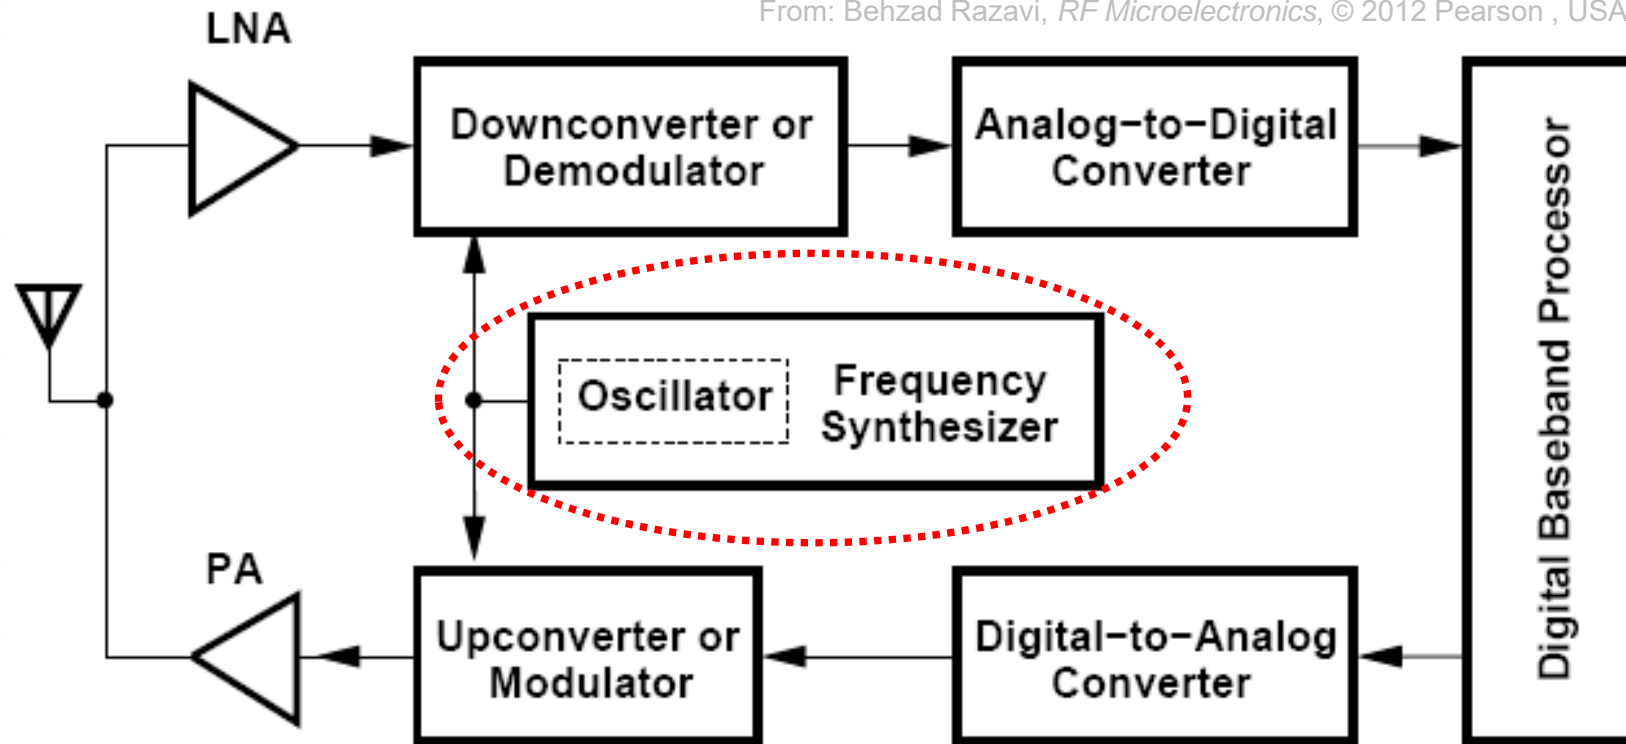 From: Behzad Razavi, RF Microelectronics, © 2012 Pearson , USA
LNA
Downconverter or
Demodulator
Analog−to−Digital
Converter
Digital Baseband Processor
Oscillator
Frequency
Synthesizer
PA
Upconverter or
Modulator
Digital−to−Analog
Converter